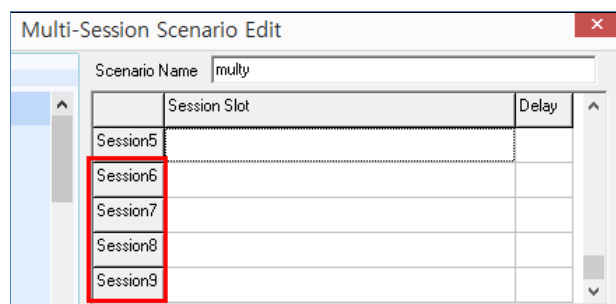 Multi-Session Scenario Edit
Scenario Name multy
Session Slot Delay
Session5
Session6
Session7
Session8
Session9